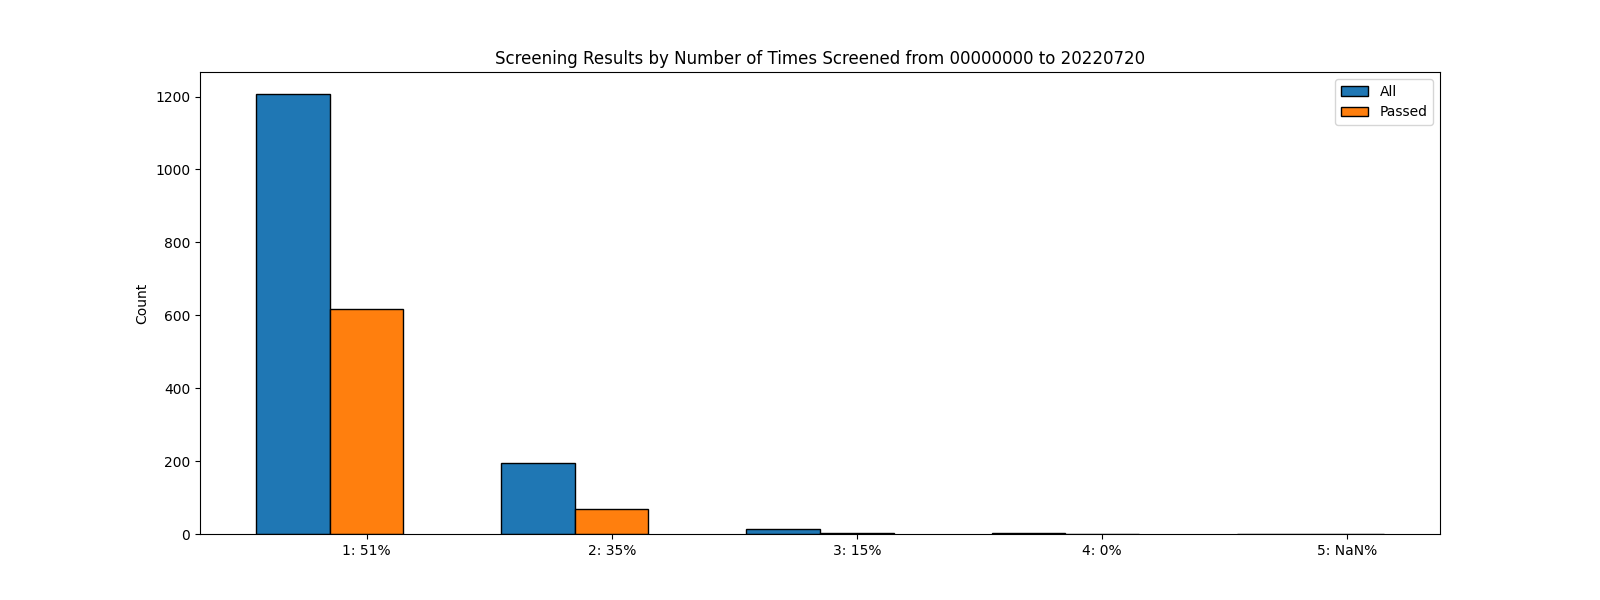 Screening Results by Number of Times Screened from 00000000 to 20220720
All
Passed
1200
1000
800
600
400
200
0
Count
1: 51%
2: 35%
3: 15%
4: 0%
5: NaN%